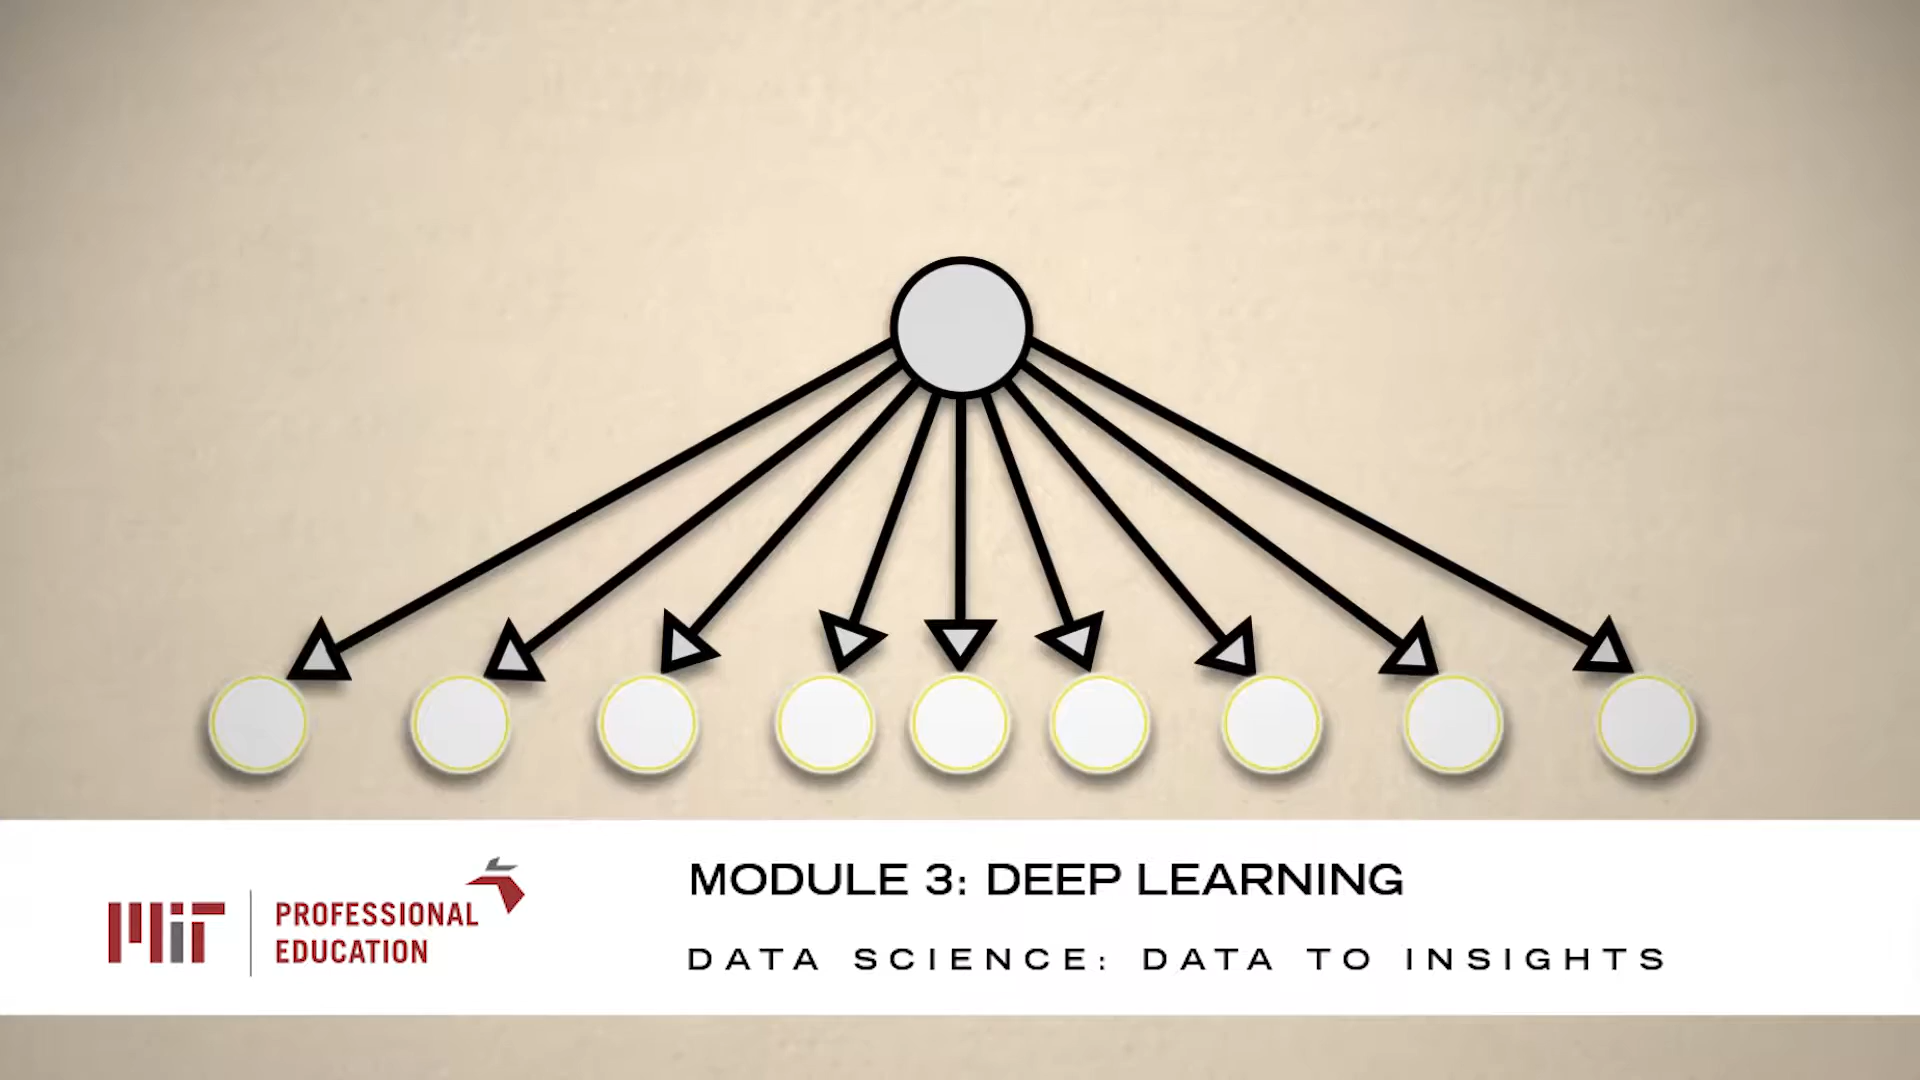 MIT
PROFESSIONAL
EDUCATION
MODULE 3: DEEP LEARNING
DATA SCIENCE: DATA TO INSIGHTS